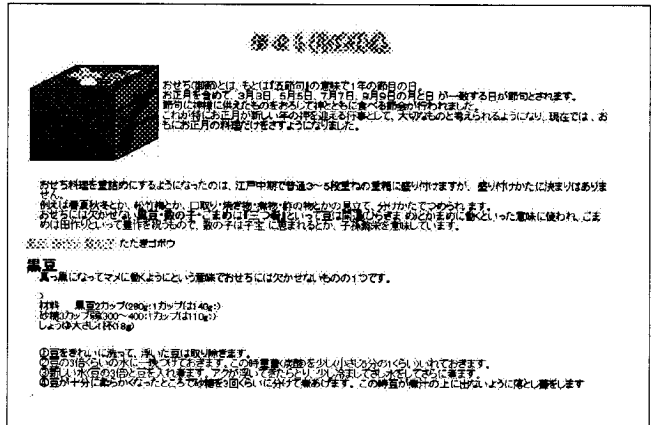 おせち(御節)とは、もとは『五節句』の意味で1年の節目の日。
お正月を含めて、3月3日、5月5日、7月7日、9月9日の月と日 が一致する日が節句とされます。
節句に神様に供えたものをおろして神とともに食べる節会が行われました。
これが特にお正月が新しい年の神を迎える行事として、大切なものと考えられるようになり、現在では、お
もにお正月の料理だけをさすようになりました。
おせち料理を重詰めにするようになったのは、江戸中期で普通3～5段重ねの重箱に盛り付けますが、 盛り付けかたに決まりはありま
せん。
例えば春夏秋冬とか、松竹梅とか、口取り・焼き物・煮物・酢の物とかの見立て、分けかたでつめられ ます。
おせちには欠かせない黒豆・数の子・ごまめは『三つ肴』といって豆は
とかまめに働くといった意味に使われ、ごま
めは田作りといって豊作を祝うもので、数の子は子宝 に恵まれるとか、子孫繁栄を意味しています。
たたきゴボウ
黒豆
真っ黒になってマメに働くようにという意味でおせちには欠かせないものの1つです。
材料 黒豆2カップ(280g:1カップは140g:)
砂糖3カップ弱(300～400:1カップは110g:)
しょうゆ大さじ1杯(18g)
①豆をきれいに洗って、浮いた豆は取り除きます。
②豆の3倍くらいの水に一晩つけておきます。この時重曹(炭酸)を少し(小さじ5分の1くらい)いれておきます。
③新しい水(豆の3倍)と豆を入れ煮ます。アクが浮いてきたらとり、少し冷ましてさし水をしてさらに煮ます。
④豆が十分に柔らかくなったところで砂糖を3回くらいに分けて煮あげます。この時豆が煮汁の上に出ないように落とし蓋をします